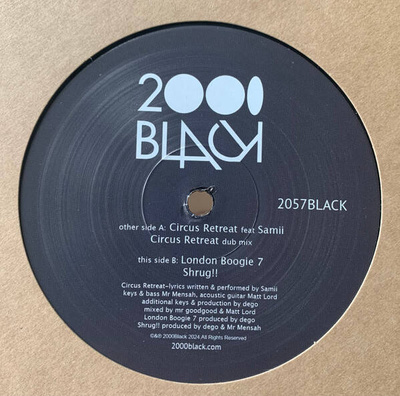 2000
BLACK
2057BLACK
other side A: Circus Retreat feat Samii
Circus Retreat dub mix
this side B: London Boogie 7
Shrug!!
Circus Retreat-lyrics written & performed by Samii
keys & bass Mr Mensah, acoustic guitar Matt Lord
additional keys & production by dego
mixed by mr goodgood & Matt Lord
London Boogie 7 produced by dego
Shrug!! produced by dego & Mr Mensah
©&℗ 2000Black 2024 All Rights Reserved
2000black.com